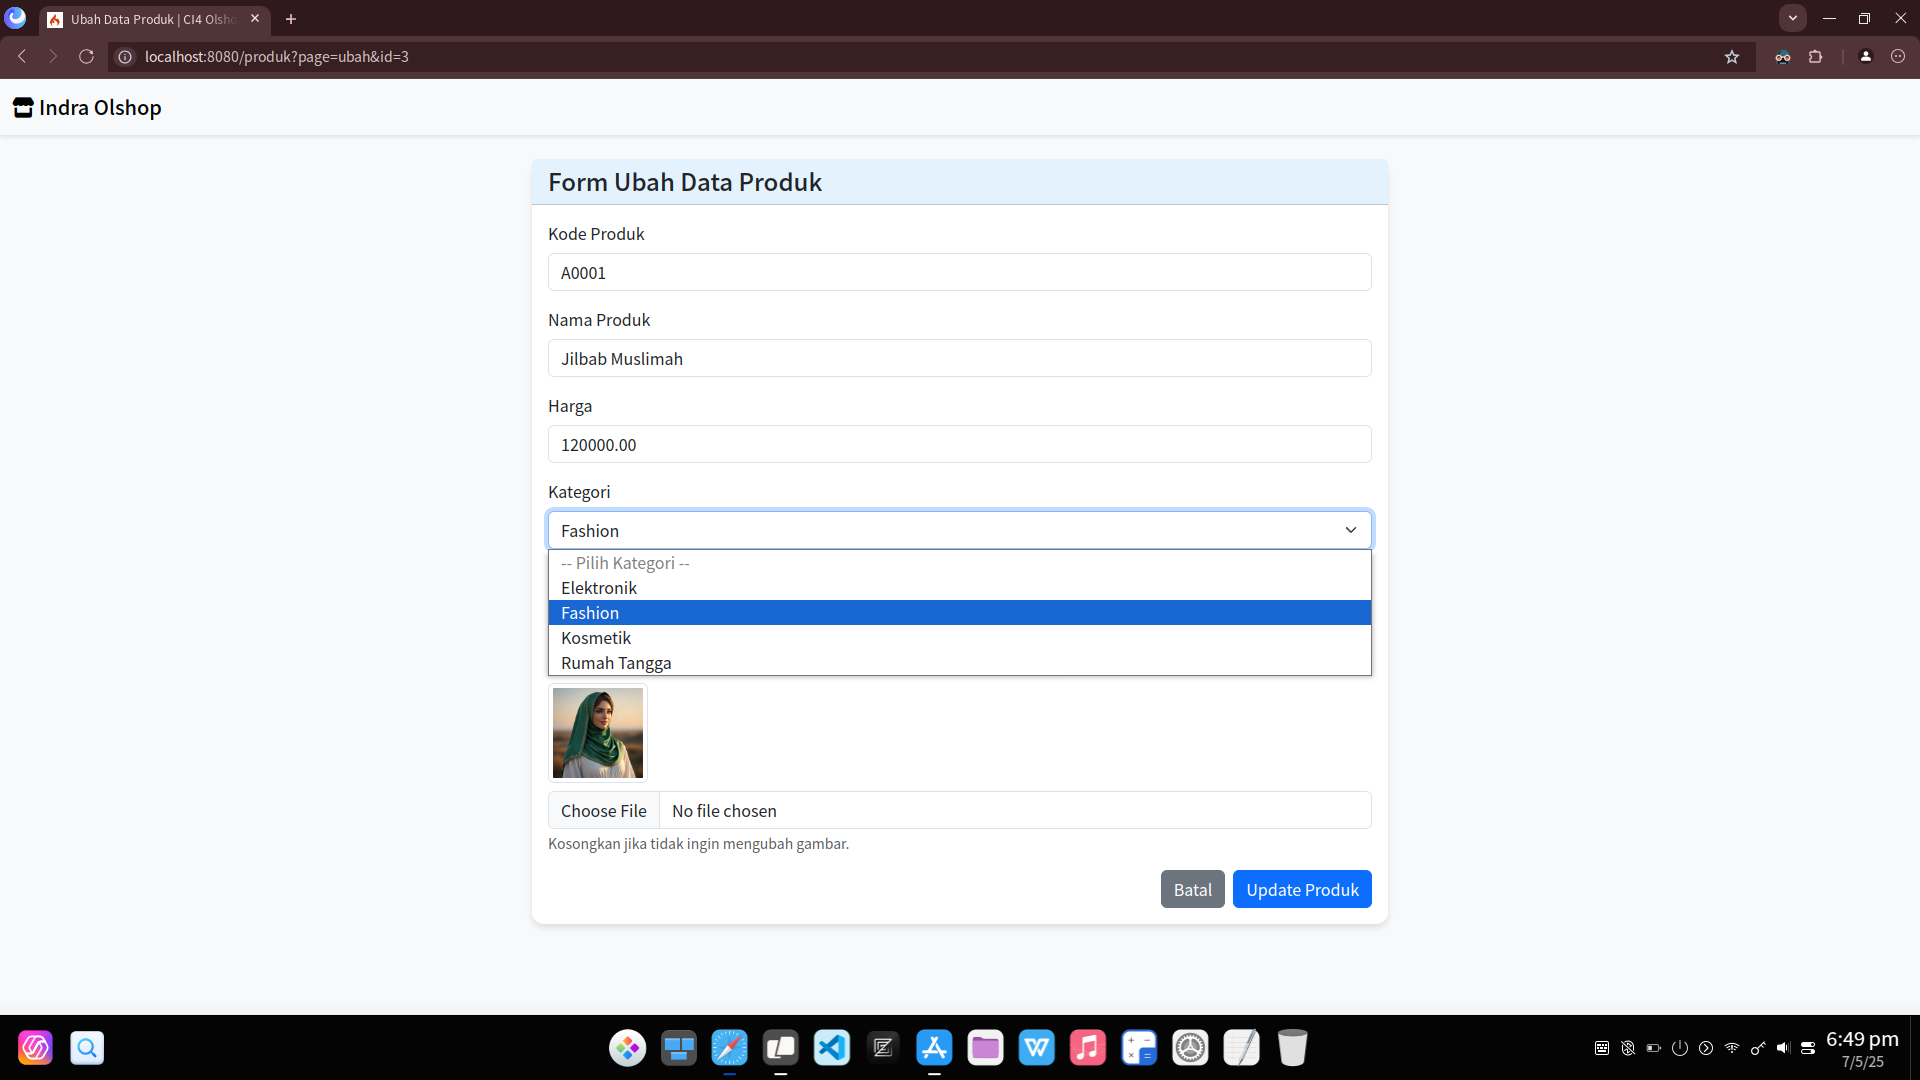 Ubah Data Produk | CI4 Olsho
localhost:8080/produk?page=ubah&id=3
Indra Olshop
Form Ubah Data Produk
Kode Produk
A0001
Nama Produk
Jilbab Muslimah
Harga
120000.00
Kategori
Fashion
-- Pilih Kategori --
Elektronik
Fashion
Kosmetik
Rumah Tangga
Choose File No file chosen
Kosongkan jika tidak ingin mengubah gambar.
Batal Update Produk
6:49 pm
7/5/25